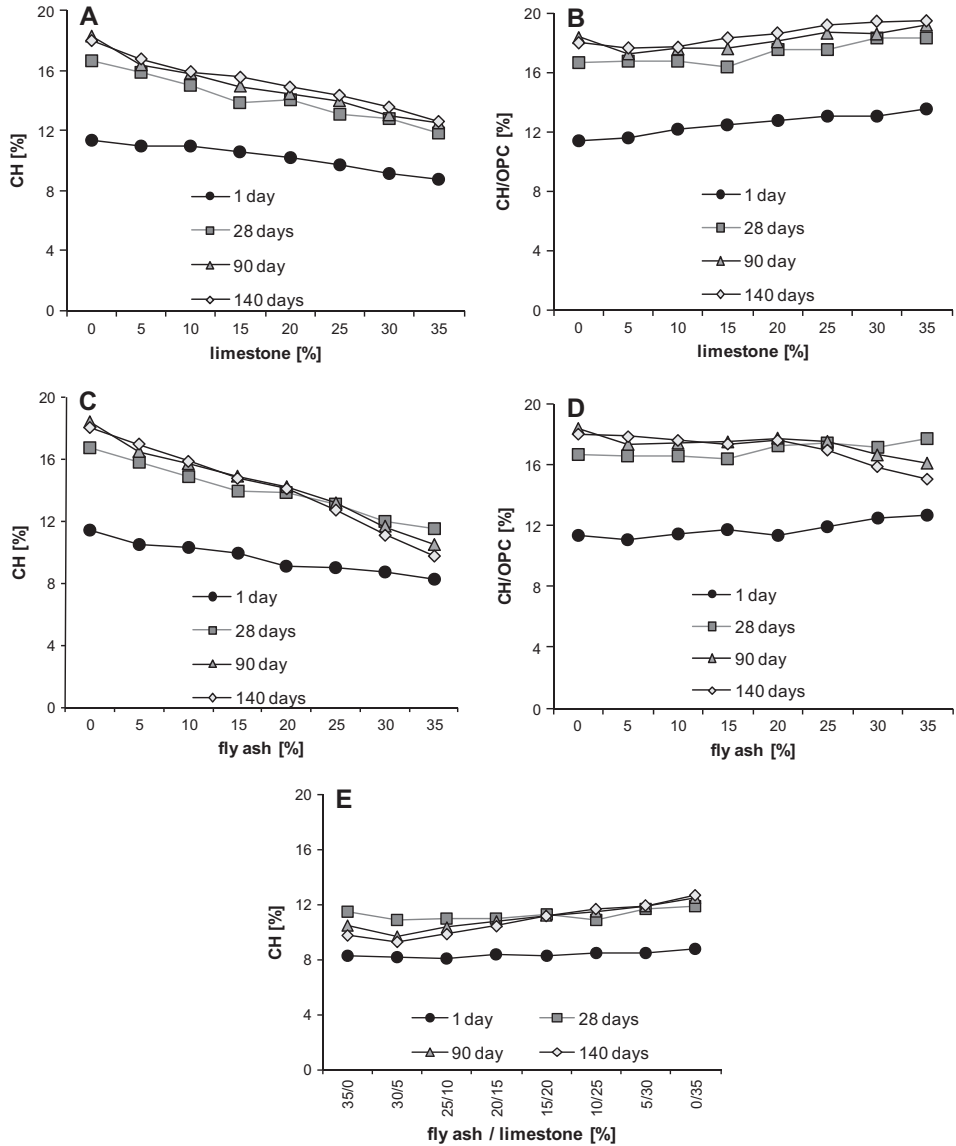 A
20
16
12
8
4
0
CH [%]
1 day
28 days
90 day
140 days
0 5 10 15 20 25 30 35
limestone [%]
B
20
16
12
8
4
0
CH/OPC [%]
1 day
28 days
90 day
140 days
0 5 10 15 20 25 30 35
limestone [%]
C
20
16
12
8
4
0
CH [%]
1 day
28 days
90 day
140 days
0 5 10 15 20 25 30 35
fly ash [%]
D
20
16
12
8
4
0
CH/OPC [%]
1 day
28 days
90 day
140 days
0 5 10 15 20 25 30 35
fly ash [%]
E
20
16
12
8
4
0
CH [%]
1 day 28 days
90 day 140 days
35/0 30/5 25/10 20/15 15/20 10/25 5/30 0/35
fly ash / limestone [%]